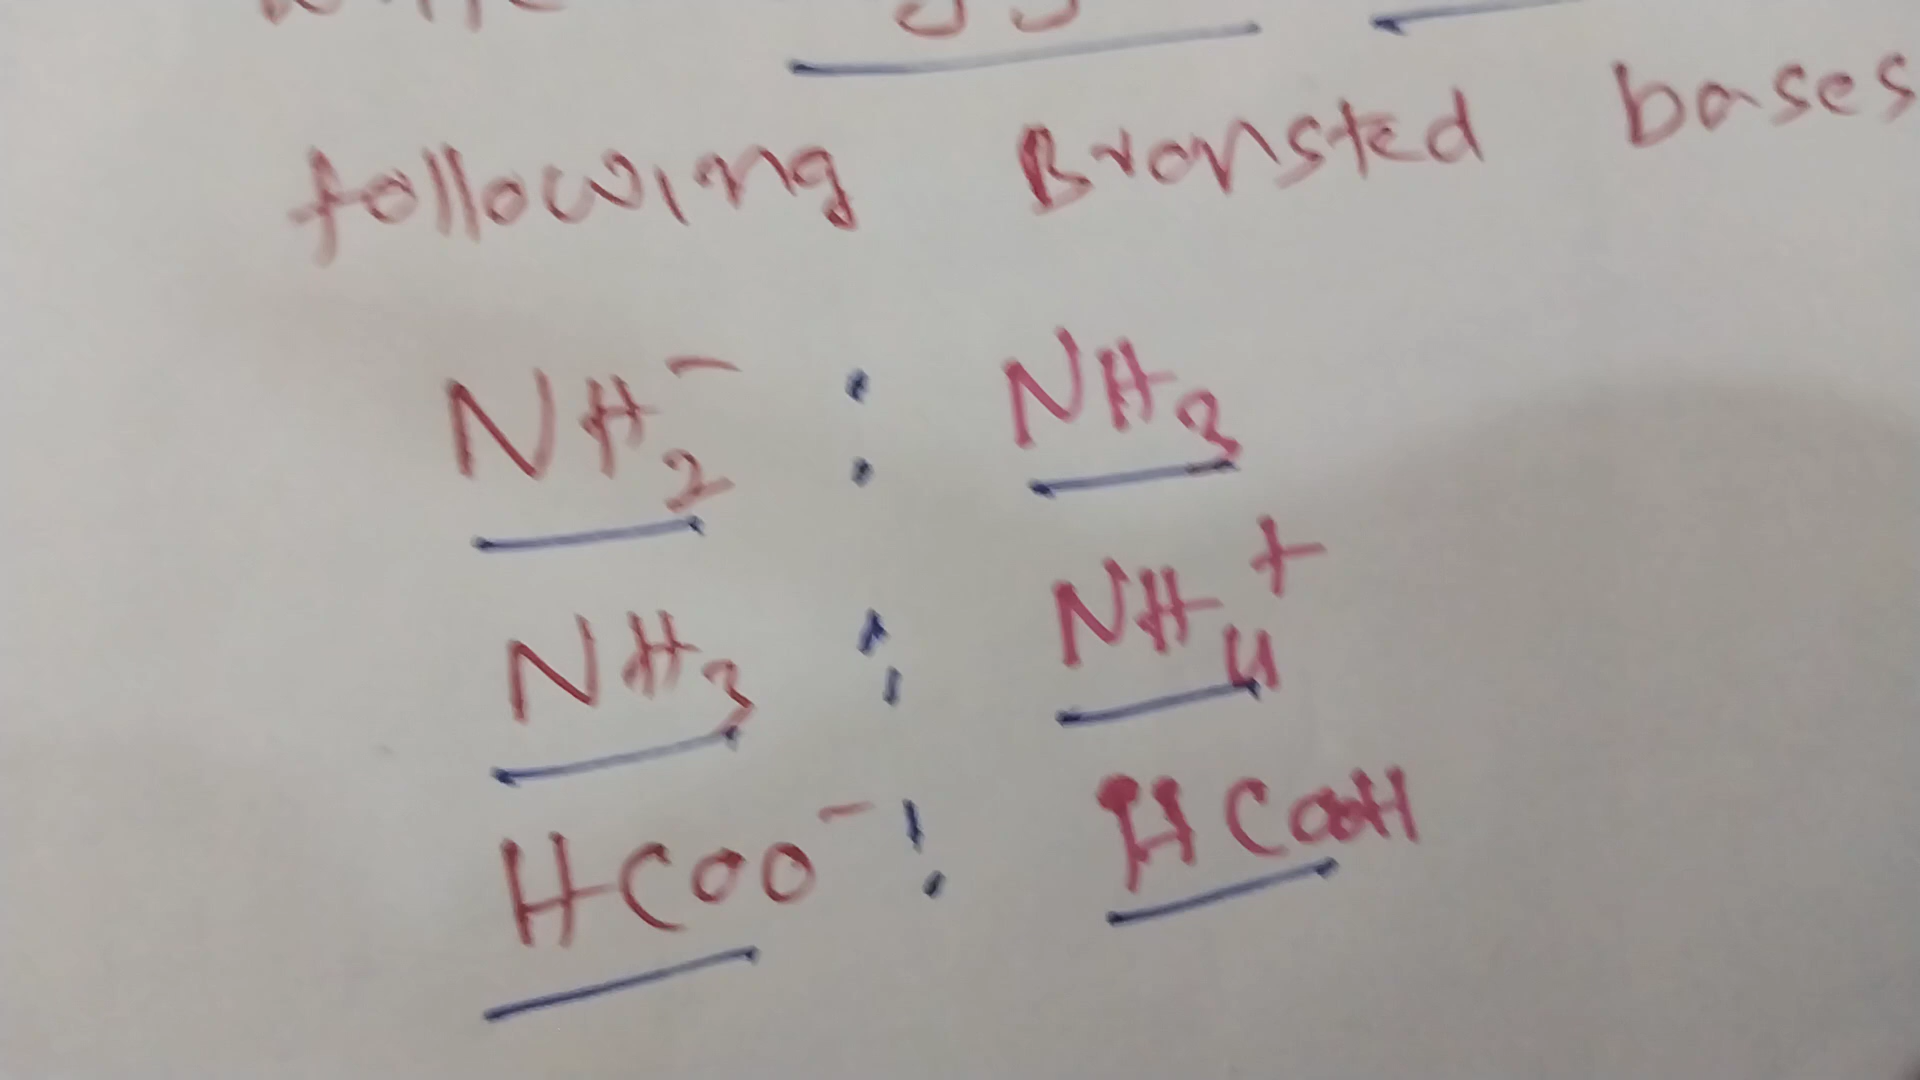 following Bronsted bases
NH₂⁻ : NH₃
NH₃ : NH₄⁺
HCOO⁻ : HCOOH